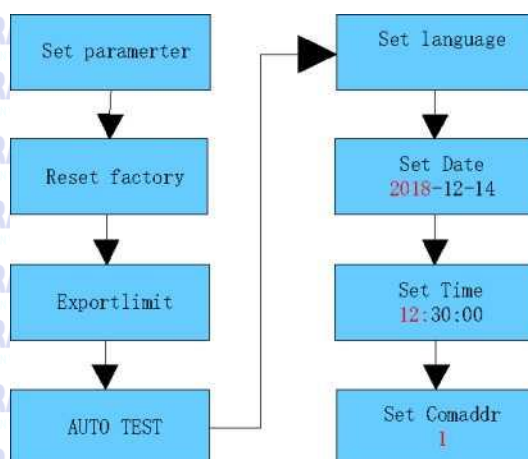 Set paramerter
Reset factory
Exportlimit
AUTO TEST
Set language
Set Date
2018-12-14
Set Time
12:30:00
Set Comaddr
1